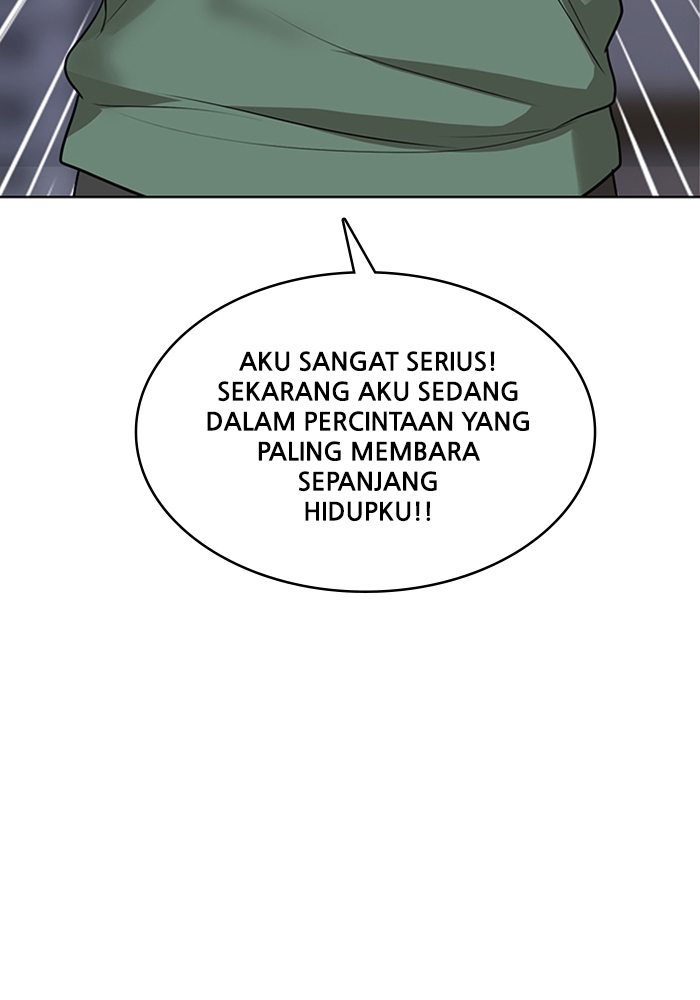 AKU SANGAT SERIUS!
SEKARANG AKU SEDANG
DALAM PERCINTAAN YANG
PALING MEMBARA
SEPANJANG
HIDUPKU!!